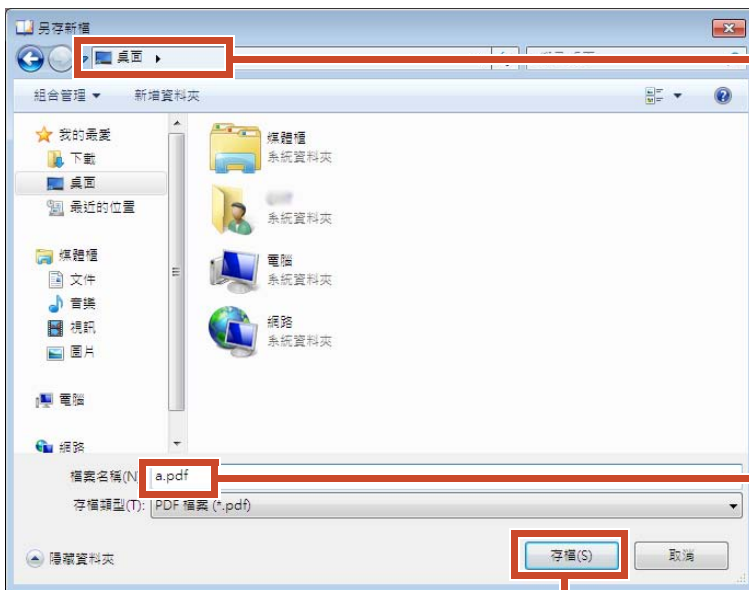 另存新檔
桌面
組合管理 新增資料夾
我的最愛
下載
桌面
最近的位置
媒體櫃
文件
音樂
視訊
圖片
電腦
網路
媒體櫃
系統資料夾
系統資料夾
電腦
系統資料夾
網路
系統資料夾
檔案名稱(N) a.pdf
存檔類型(T): PDF 檔案 (*.pdf)
隱藏資料夾
存檔(S) 取消